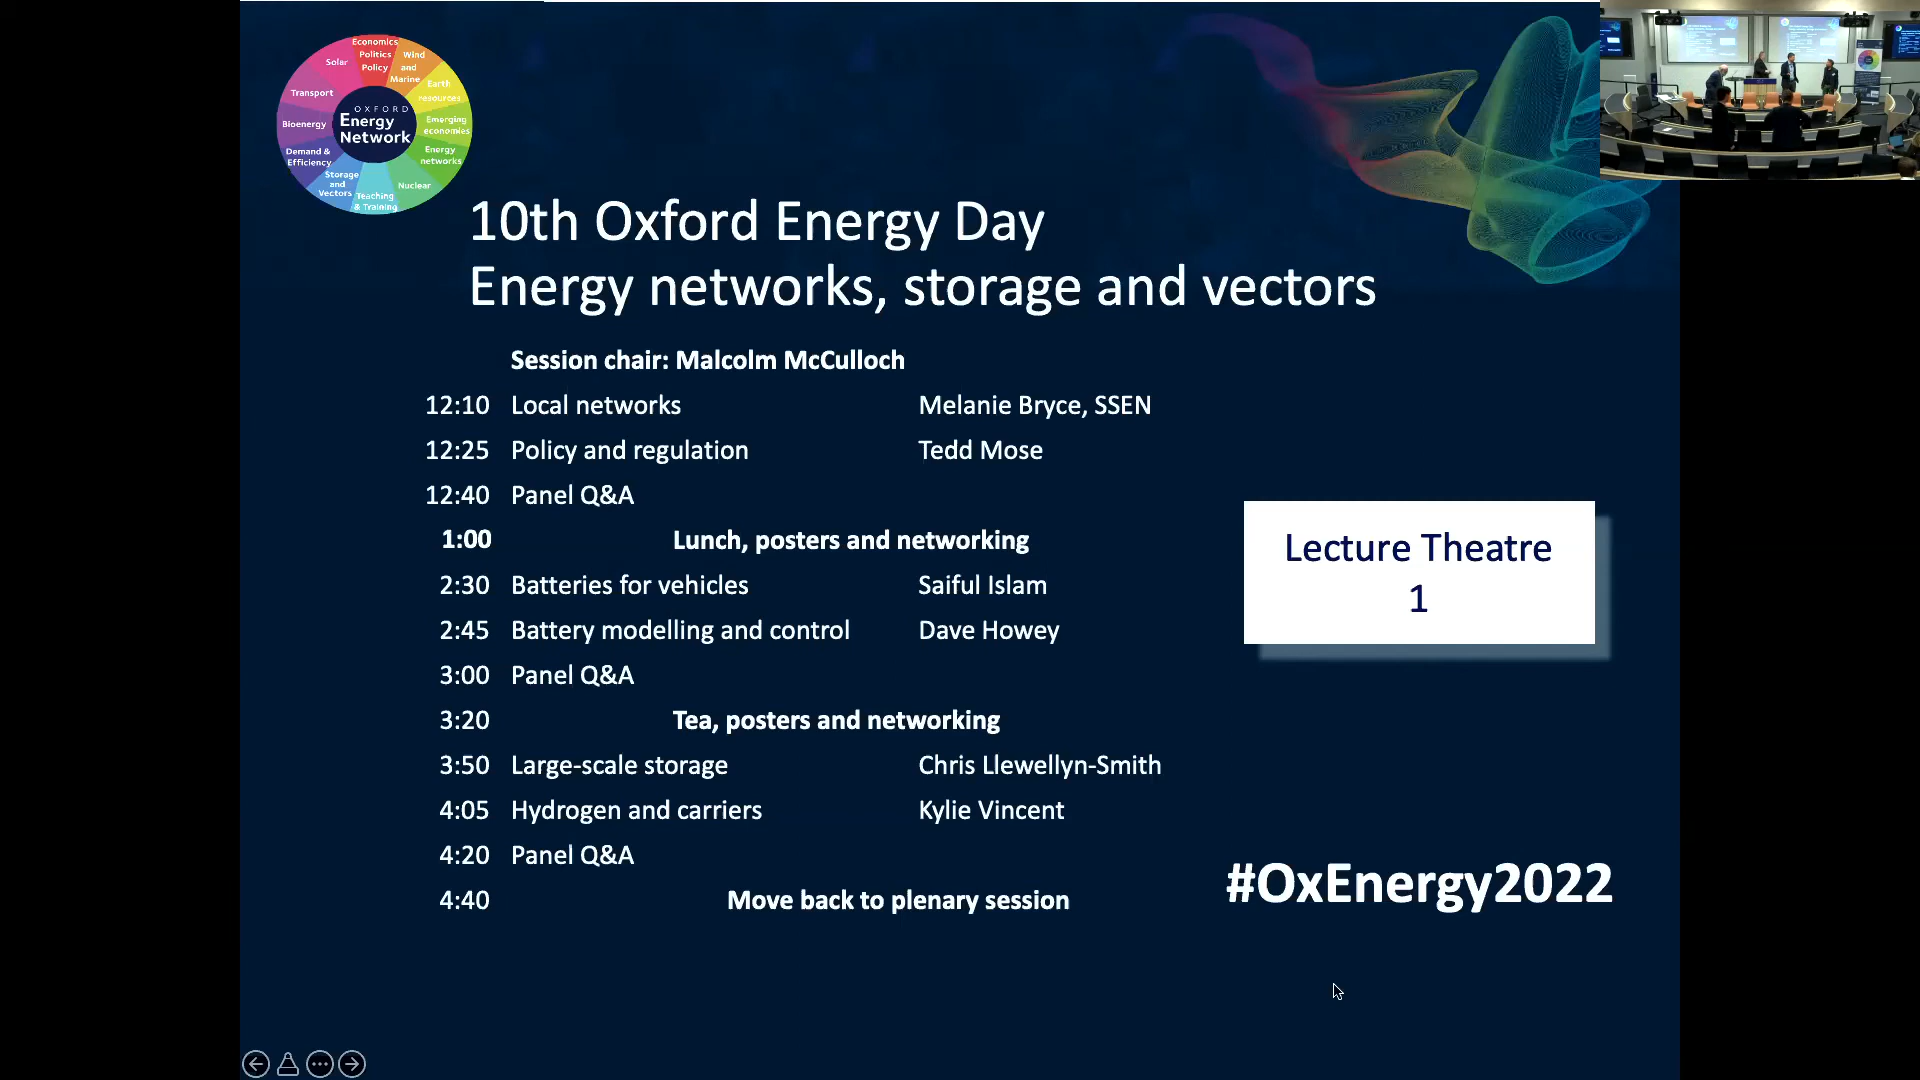 Economics
Politics
Policy
Wind
and
Marine
Solar
Earth
resources
Transport
Emerging
economies
Bioenergy
OXFORD
Energy
Network
Energy
networks
Demand &
Efficiency
Nuclear
Storage
and
Vectors
Teaching
& Training
10th Oxford Energy Day
Energy networks, storage and vectors
Session chair: Malcolm McCulloch
12:10 Local networks Melanie Bryce, SSEN
12:25 Policy and regulation Tedd Mose
12:40 Panel Q&A
1:00 Lunch, posters and networking
2:30 Batteries for vehicles Saiful Islam
2:45 Battery modelling and control Dave Howey
3:00 Panel Q&A
3:20 Tea, posters and networking
3:50 Large-scale storage Chris Llewellyn-Smith
4:05 Hydrogen and carriers Kylie Vincent
4:20 Panel Q&A
4:40 Move back to plenary session
Lecture Theatre
1
#OxEnergy2022